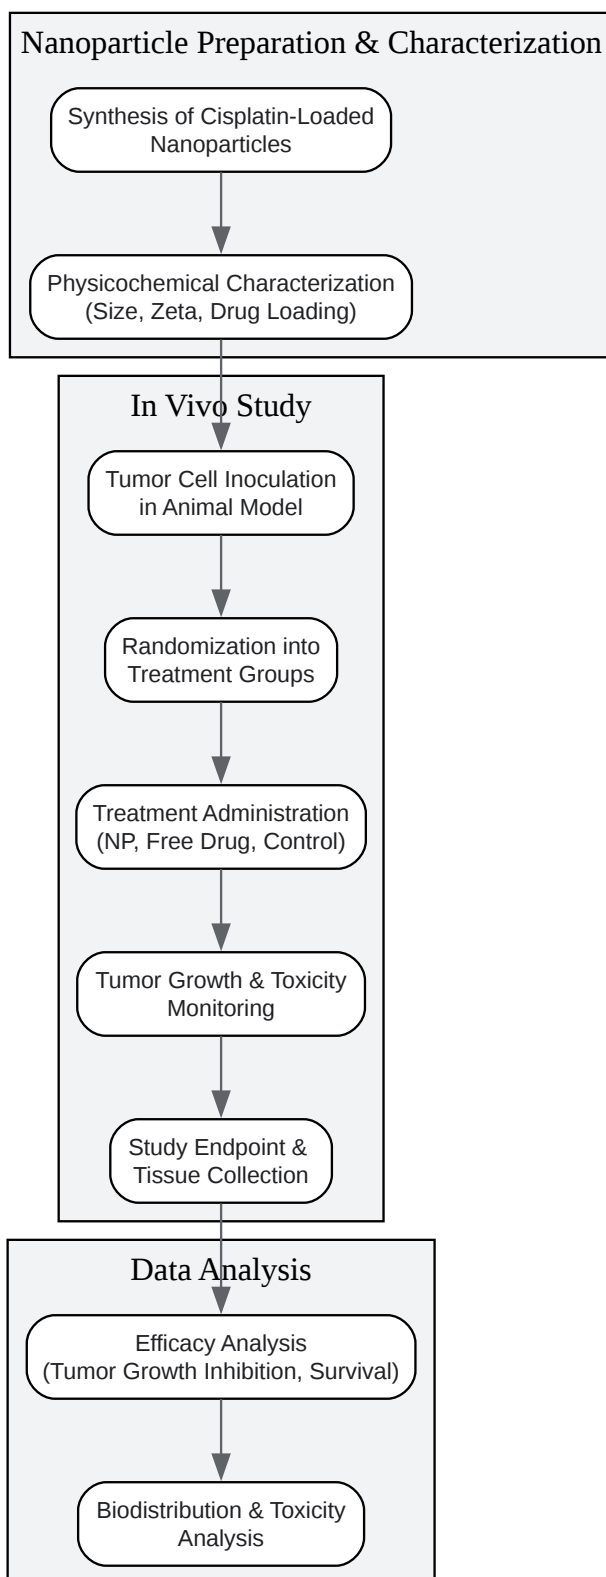 Nanoparticle Preparation & Characterization
Synthesis of Cisplatin-Loaded
Nanoparticles
Physicochemical Characterization
(Size, Zeta, Drug Loading)
In Vivo Study
Tumor Cell Inoculation
in Animal Model
Randomization into
Treatment Groups
Treatment Administration
(NP, Free Drug, Control)
Tumor Growth & Toxicity
Monitoring
Study Endpoint &
Tissue Collection
Data Analysis
Efficacy Analysis
(Tumor Growth Inhibition, Survival)
Biodistribution & Toxicity
Analysis